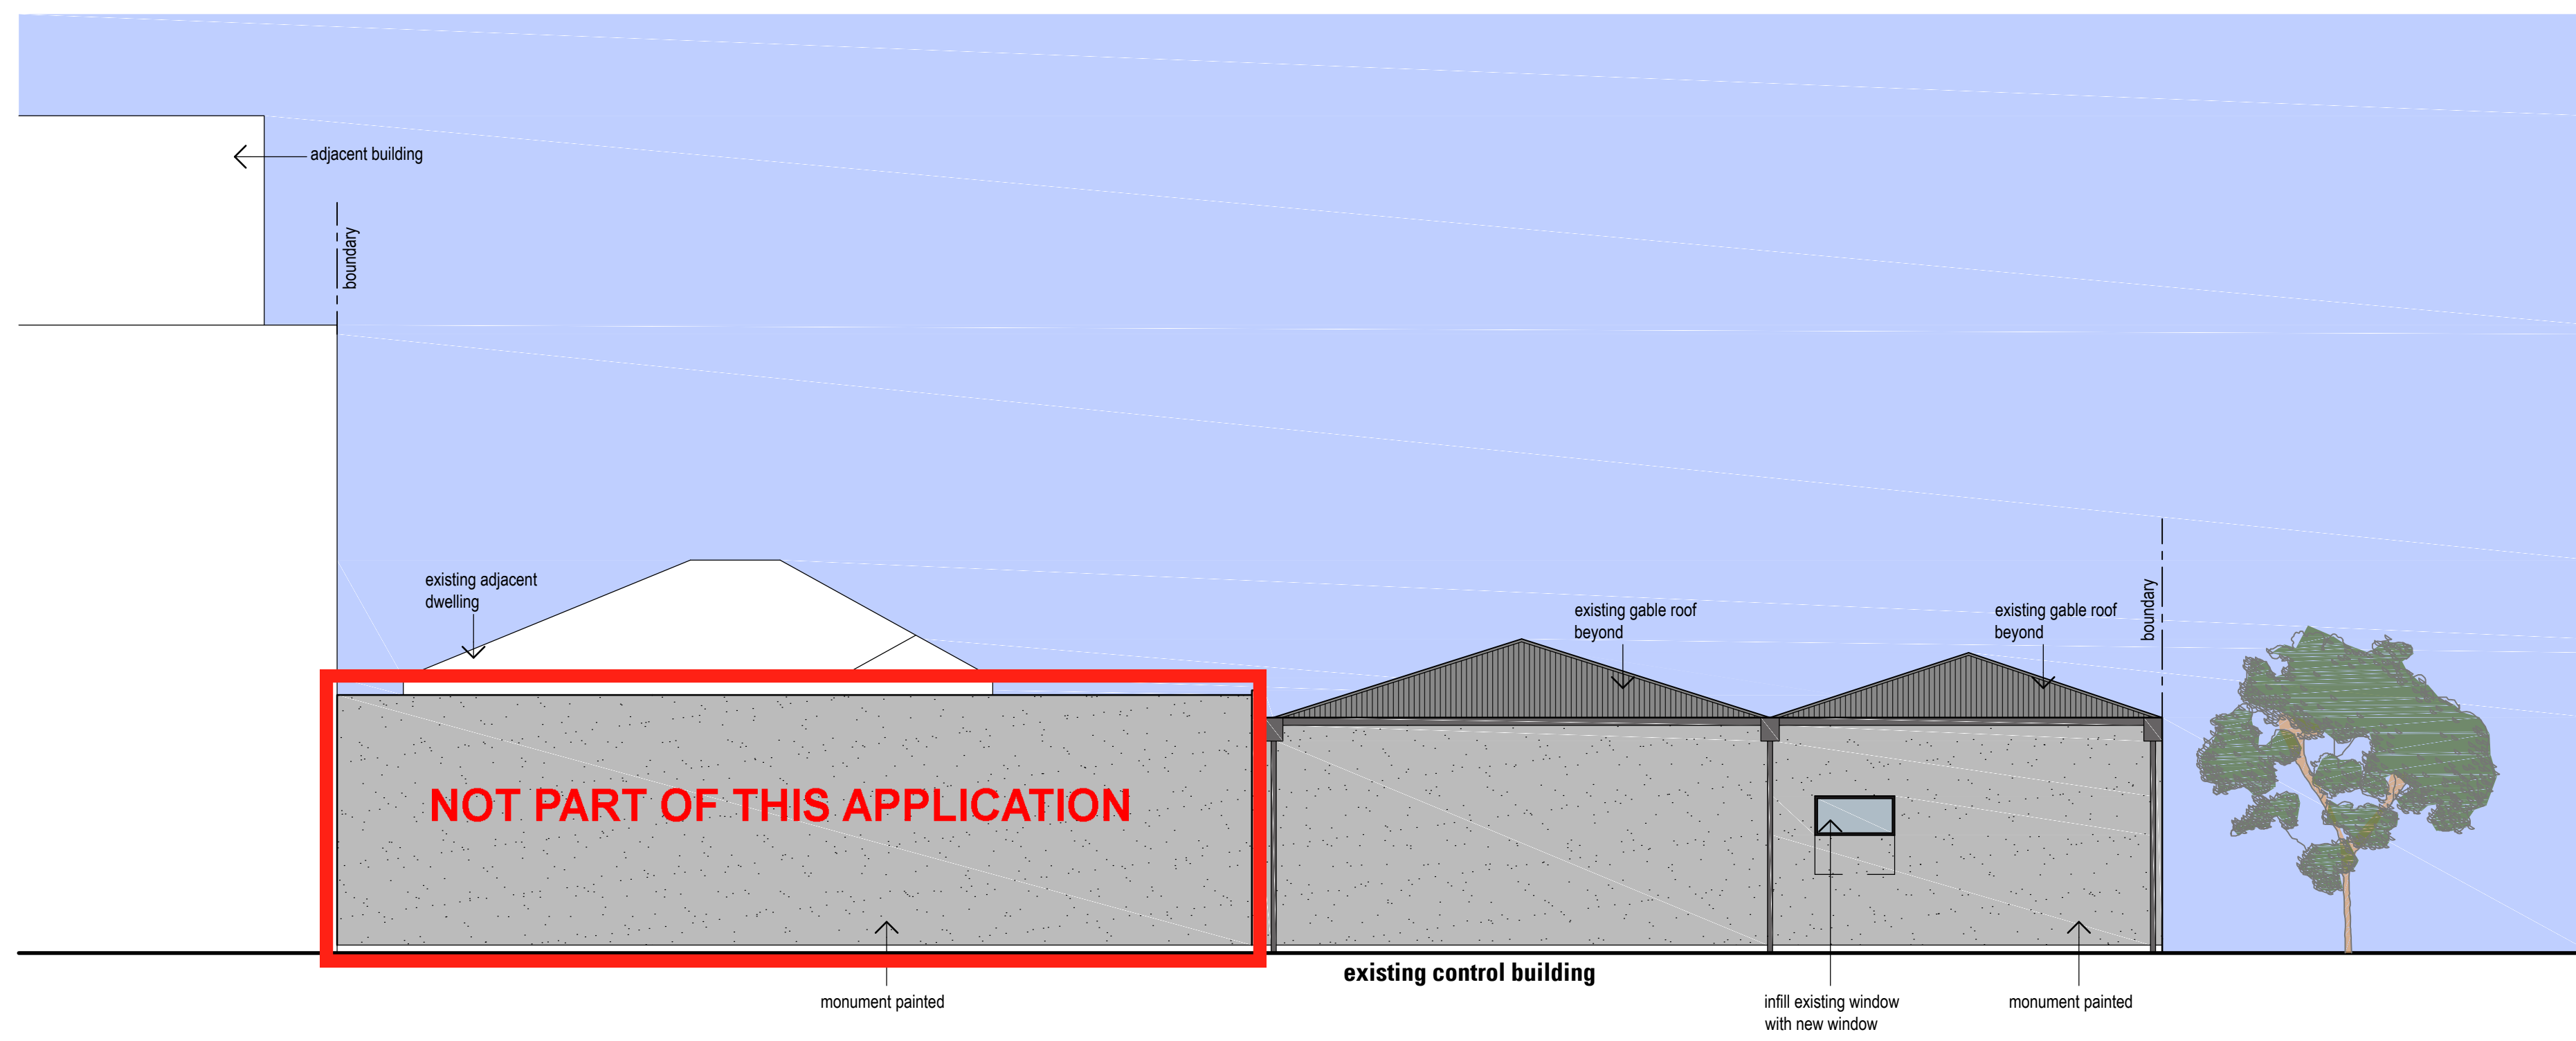 adjacent building
boundary
existing adjacent
dwelling
existing gable roof
beyond
existing gable roof
beyond
boundary
NOT PART OF THIS APPLICATION
existing control building
monument painted
infill existing window
with new window
monument painted